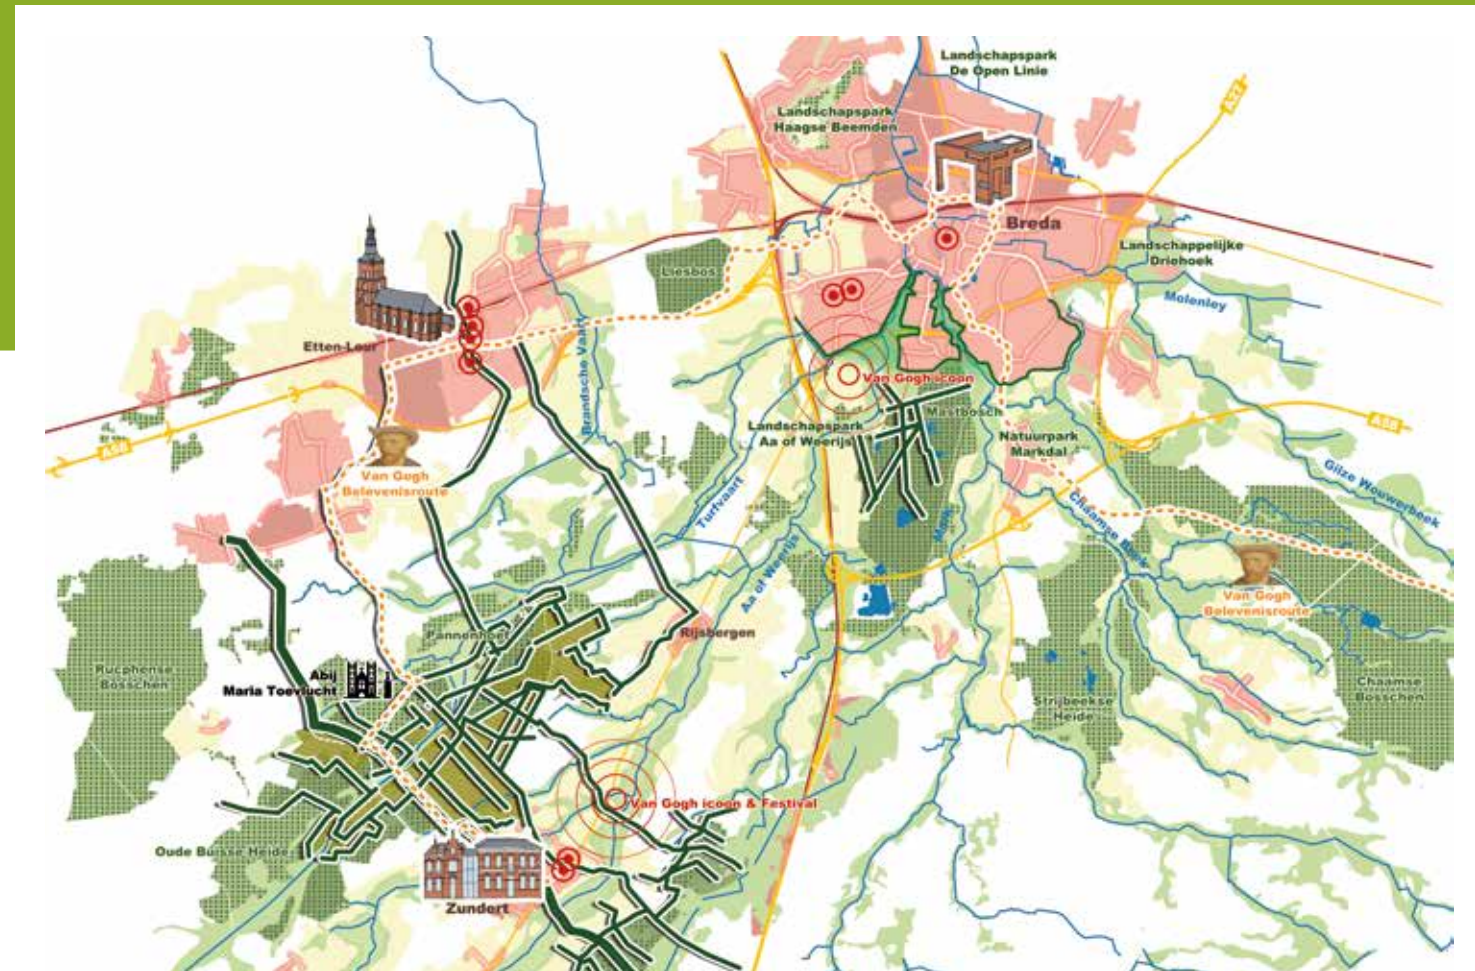 Landschapspark
De Open Linie
A27
Landschapspark
Haagse Beemden
Breda
Landschappelijke
Driehoek
Liesbos
Molenley
Etten-Leur
Brandsche Vaart
Van Gogh icoon
A58
Mastbosch
Landschapspark
Aa of Weerijs
A58
Natuurpark
Markdal
Van Gogh
Belevenisroute
Gilze Wouwerbeek
Turfvaart
Chaamse Beek
Mark
Aa of Weerijs
Van Gogh
Belevenisroute
Pannenhoef
Rijsbergen
Rucphense
Bosschen
Abij
Maria Toevlucht
Chaamse
Bosschen
Strijbeekse
Heide
Van Gogh icoon & Festival
Oude Buisse Heide
Zundert